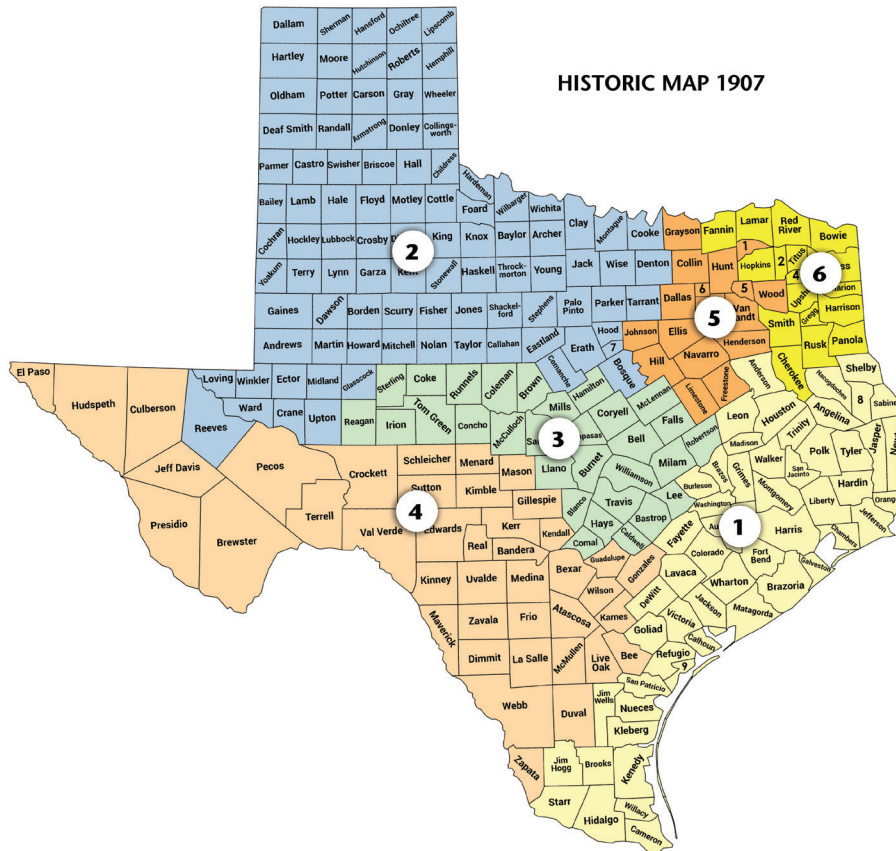 HISTORIC MAP 1907
Dallam
Sherman
Hansford
Ochiltree
Lipscomb
Hartley
Moore
Hutchinson
Roberts
Hemphill
Oldham
Potter
Carson
Gray
Wheeler
Deaf Smith
Randall
Armstrong
Donley
Collings-
worth
Parmer
Castro
Swisher
Briscoe
Hall
Childress
Hardeman
Bailey
Lamb
Hale
Floyd
Motley
Cottle
Foard
Wilbarger
Wichita
Clay
Montague
Cooke
Grayson
Fannin
Lamar
Red
River
Bowie
Cochran
Hockley
Lubbock
Crosby
2
King
Knox
Baylor
Archer
Jack
Wise
Denton
Collin
Hunt
1
Hopkins
2
Titus
4
6
Yoakum
Terry
Lynn
Garza
Kent
Stonewall
Haskell
Throck-
morton
Young
Dallas
6
5
Wood
Upshur
Marion
Gaines
Dawson
Borden
Scurry
Fisher
Jones
Shackel-
ford
Stephens
Palo
Pinto
Parker
Tarrant
5
Van
Smith
Gregg
Harrison
Andrews
Martin
Howard
Mitchell
Nolan
Taylor
Callahan
Eastland
Erath
Hood
7
Johnson
Ellis
Henderson
Rusk
Panola
El Paso
Hudspeth
Culberson
Reeves
Loving
Winkler
Ector
Midland
Glasscock
Sterling
Coke
Runnels
Coleman
Brown
Comanche
Bosque
Hill
Navarro
Limestone
Freestone
Anderson
Cherokee
Nacogdoches
Shelby
Ward
Crane
Upton
Reagan
Irion
Tom Green
Concho
McCulloch
Mills
Hamilton
Coryell
McLennan
Falls
Leon
Houston
Angelina
8
Sabine
3
Bell
Robertson
Madison
Trinity
Polk
Tyler
Jasper
Jeff Davis
Pecos
Crockett
Schleicher
Menard
Mason
Llano
Burnet
Williamson
Milam
Brazos
Grimes
Walker
San
Jacinto
Hardin
Presidio
Brewster
Terrell
Sutton
Kimble
Gillespie
Blanco
Travis
Lee
Burleson
Washington
Montgomery
Liberty
Orange
4
Val Verde
Edwards
Kerr
Real
Bandera
Kendall
Hays
Comal
Caldwell
Bastrop
Fayette
1
Harris
Chambers
Jefferson
Kinney
Uvalde
Medina
Bexar
Guadalupe
Gonzales
Colorado
Fort
Bend
Galveston
Wilson
Lavaca
Wharton
Brazoria
Maverick
Zavala
Frio
Atascosa
Karnes
DeWitt
Jackson
Matagorda
Dimmit
La Salle
McMullen
Live
Oak
Bee
Goliad
Victoria
Calhoun
Refugio
9
Webb
Duval
Jim
Wells
San Patricio
Nueces
Kleberg
Zapata
Jim
Hogg
Brooks
Kenedy
Starr
Hidalgo
Willacy
Cameron